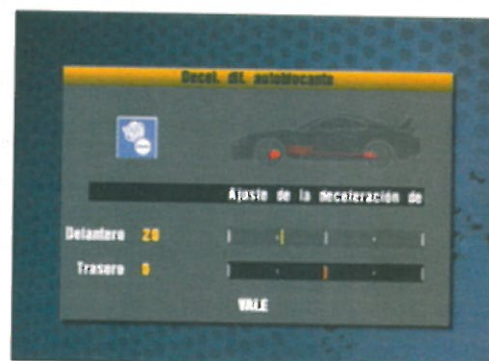 Decel. dif. autoblocante
Ajuste de la deceleración de
Delantero 20
Trasero 0
VALE